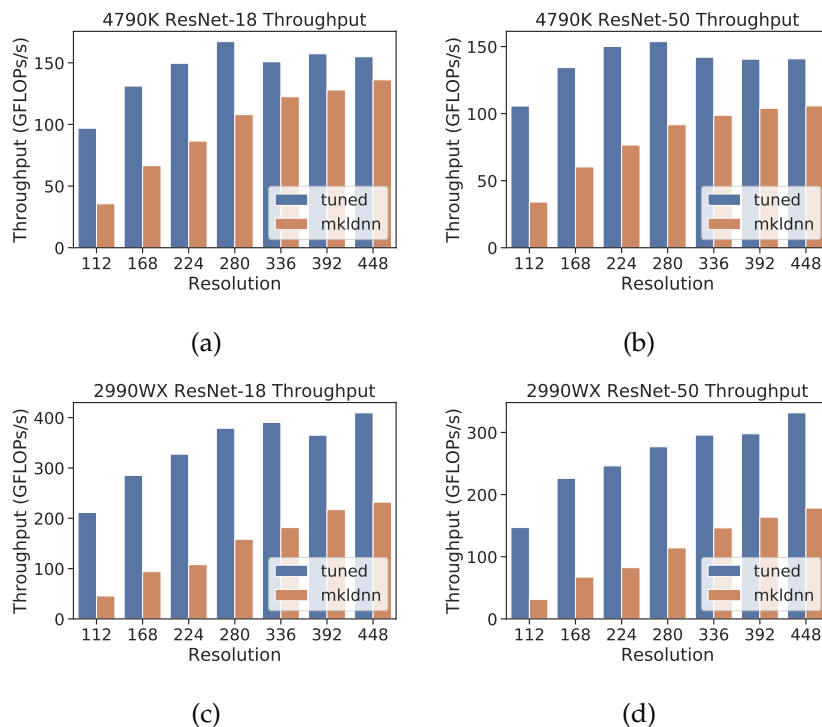 4790K ResNet-18 Throughput
Throughput (GFLOPs/s)
150
100
50
0
tuned
mkldnn
112 168 224 280 336 392 448
Resolution
(a)
4790K ResNet-50 Throughput
Throughput (GFLOPs/s)
150
100
50
0
tuned
mkldnn
112 168 224 280 336 392 448
Resolution
(b)
2990WX ResNet-18 Throughput
Throughput (GFLOPs/s)
400
300
200
100
0
tuned
mkldnn
112 168 224 280 336 392 448
Resolution
(c)
2990WX ResNet-50 Throughput
Throughput (GFLOPs/s)
300
200
100
0
tuned
mkldnn
112 168 224 280 336 392 448
Resolution
(d)